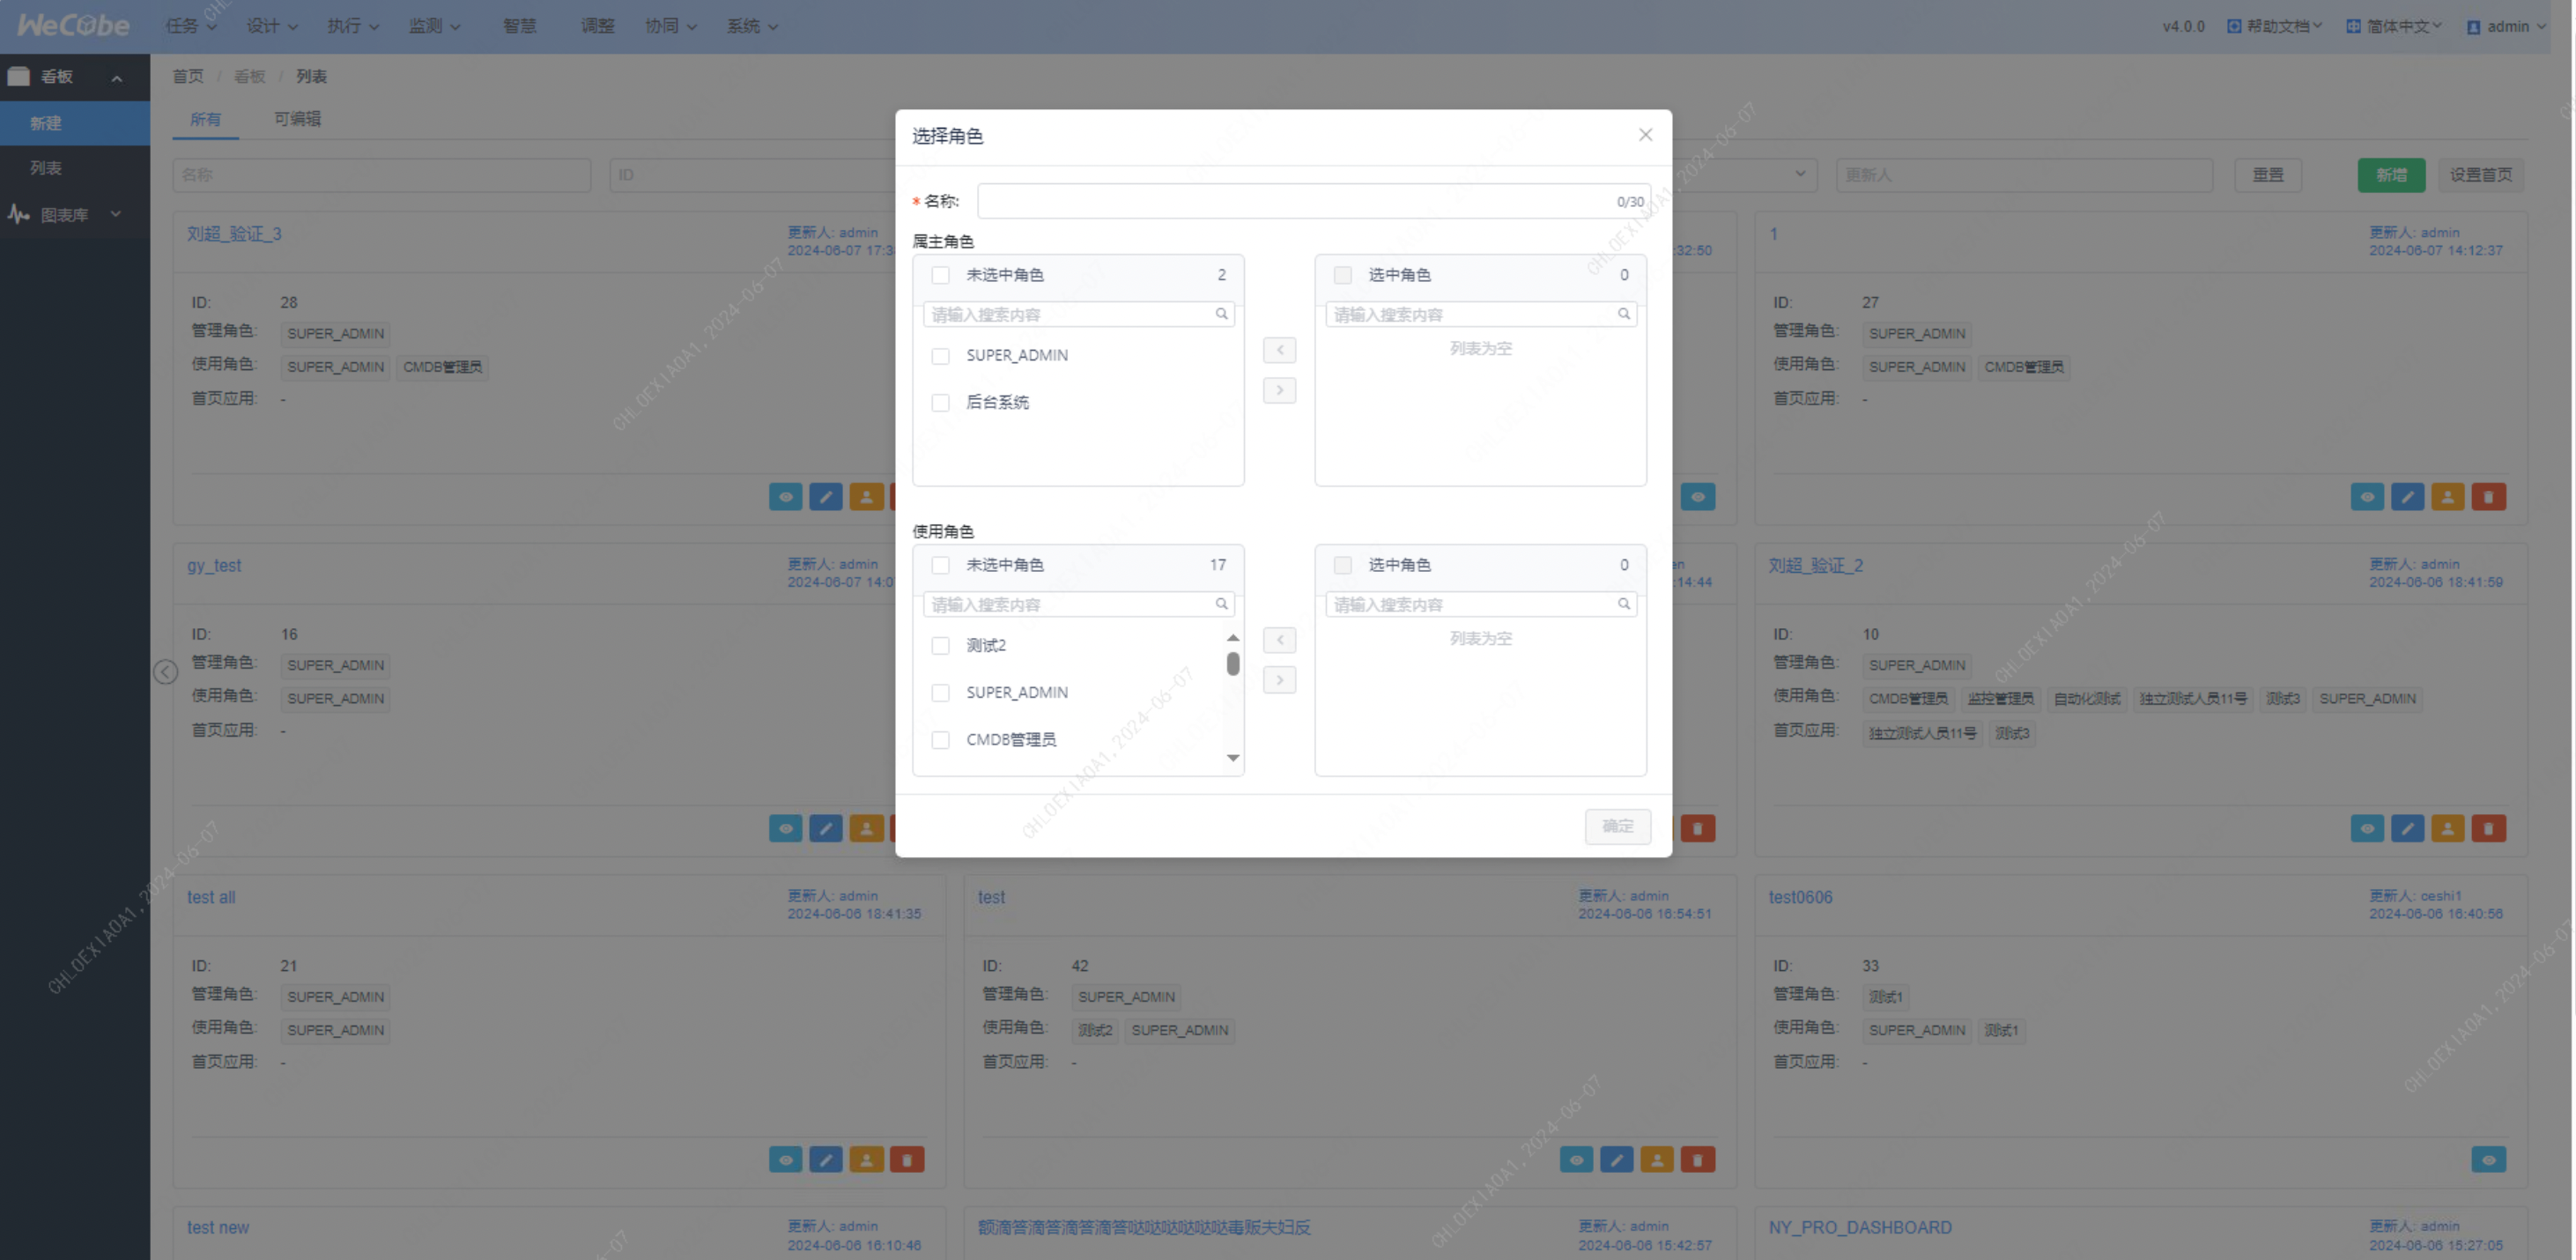 WeCube 任务 设计 执行 监测 智慧 调整 协同 系统 v4.0.0 帮助文档 简体中文 admin
看板
新建
列表
图表库
首页 / 看板 / 列表
所有 可编辑
名称 ID 更新人 重置 新增 设置首页
刘超_验证_3
更新人: admin
2024-06-07 17:3
ID: 28
管理角色: SUPER_ADMIN
使用角色: SUPER_ADMIN CMDB管理员
首页应用: -
:32:50
1
更新人: admin
2024-06-07 14:12:37
ID: 27
管理角色: SUPER_ADMIN
使用角色: SUPER_ADMIN CMDB管理员
首页应用: -
选择角色
* 名称: 0/30
属主角色
未选中角色 2
请输入搜索内容
SUPER_ADMIN
后台系统
选中角色 0
请输入搜索内容
列表为空
使用角色
未选中角色 17
请输入搜索内容
测试2
SUPER_ADMIN
CMDB管理员
选中角色 0
请输入搜索内容
列表为空
确定
gy_test
更新人: admin
2024-06-07 14:0
ID: 16
管理角色: SUPER_ADMIN
使用角色: SUPER_ADMIN
首页应用: -
en
:14:44
刘超_验证_2
更新人: admin
2024-06-06 18:41:59
ID: 10
管理角色: SUPER_ADMIN
使用角色: CMDB管理员 监控管理员 自动化测试 独立测试人员11号 测试3 SUPER_ADMIN
首页应用: 独立测试人员11号 测试3
test all
更新人: admin
2024-06-06 18:41:35
ID: 21
管理角色: SUPER_ADMIN
使用角色: SUPER_ADMIN
首页应用: -
test
更新人: admin
2024-06-06 16:54:51
ID: 42
管理角色: SUPER_ADMIN
使用角色: 测试2 SUPER_ADMIN
首页应用: -
test0606
更新人: ceshi1
2024-06-06 16:40:56
ID: 33
管理角色: 测试1
使用角色: SUPER_ADMIN 测试1
首页应用: -
test new
更新人: admin
2024-06-06 16:10:46
额滴答滴答滴答滴答哒哒哒哒哒哒毒贩夫妇反
更新人: admin
2024-06-06 15:42:57
NY_PRO_DASHBOARD
更新人: admin
2024-06-06 15:27:05
CHLOEXIAOA1,2024-06-07